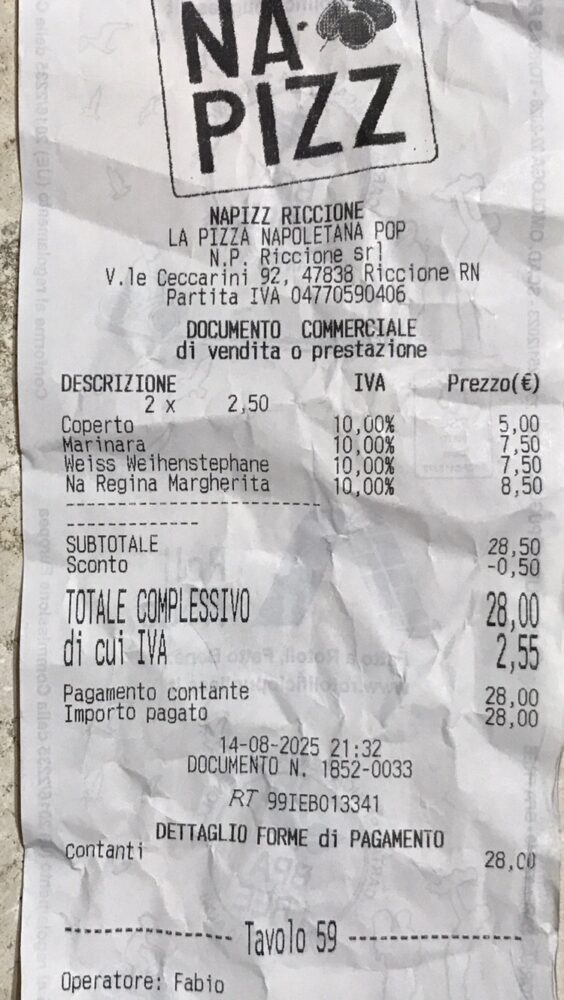 NA
PIZZ
NAPIZZ RICCIONE
LA PIZZA NAPOLETANA POP
N.P. Riccione srl
V.le Ceccarini 92, 47838 Riccione RN
Partita IVA 04770590406
DOCUMENTO COMMERCIALE
di vendita o prestazione
DESCRIZIONE IVA Prezzo(€)
2 x 2,50
Coperto 10,00% 5,00
Marinara 10,00% 7,50
Weiss Weihenstephane 10,00% 7,50
Na Regina Margherita 10,00% 8,50
SUBTOTALE 28,50
Sconto -0,50
TOTALE COMPLESSIVO 28,00
di cui IVA 2,55
Pagamento contante 28,00
Importo pagato 28,00
14-08-2025 21:32
DOCUMENTO N. 1852-0033
RT 99IEB013341
DETTAGLIO FORME di PAGAMENTO
Contanti 28,00
Tavolo 59
Operatore: Fabio